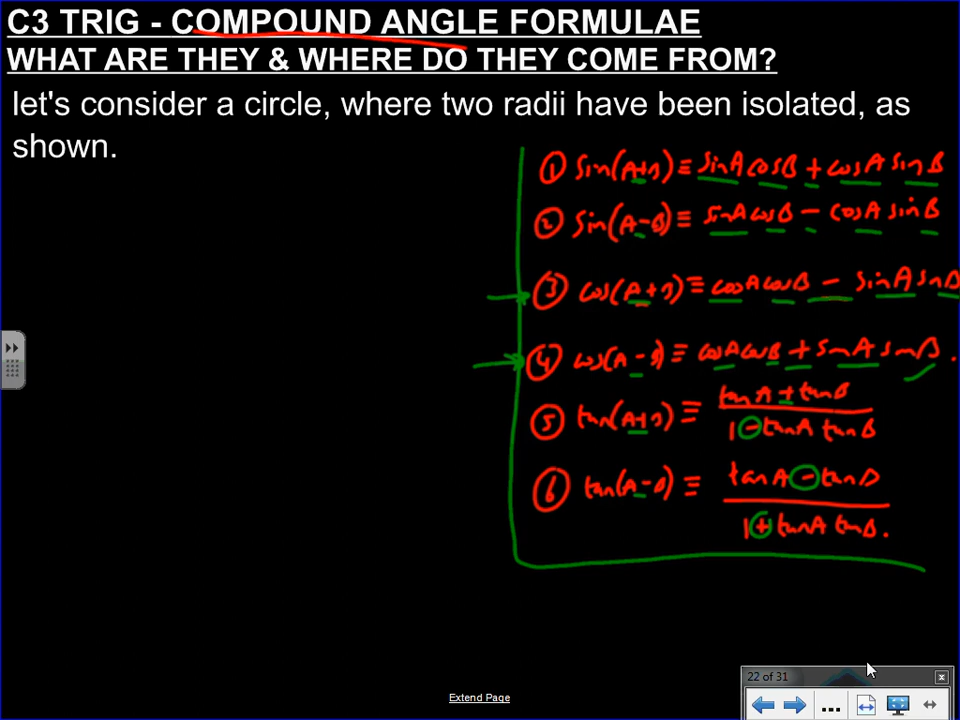 C3 TRIG - COMPOUND ANGLE FORMULAE
WHAT ARE THEY & WHERE DO THEY COME FROM?
let's consider a circle, where two radii have been isolated, as
shown.
① sin(A+B) ≡ sinA cosB + cosA sinB
② sin(A-B) ≡ sinA cosB - cosA sinB
③ cos(A+B) ≡ cosA cosB - sinA sinB
④ cos(A-B) ≡ cosA cosB + sinA sinB.
⑤ tan(A+B) ≡ tanA + tanB
1 - tanA tanB
⑥ tan(A-B) ≡ tanA - tanB
1 + tanA tanB.
22 of 31
Extend Page